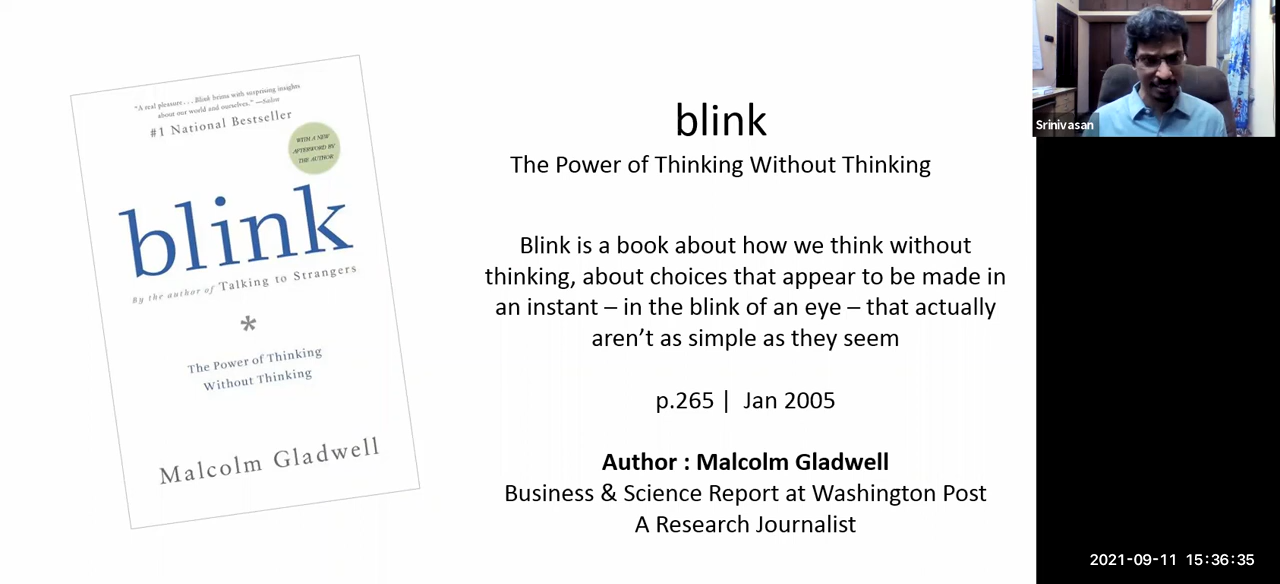 "A real pleasure . . . Blink brims with surprising insights
about our world and ourselves." —Salon
#1 National Bestseller
WITH A NEW
AFTERWORD BY
THE AUTHOR
blink
By the author of Talking to Strangers
*
The Power of Thinking
Without Thinking
Malcolm Gladwell
blink
The Power of Thinking Without Thinking
Blink is a book about how we think without
thinking, about choices that appear to be made in
an instant – in the blink of an eye – that actually
aren’t as simple as they seem
p.265 | Jan 2005
Author : Malcolm Gladwell
Business & Science Report at Washington Post
A Research Journalist
Srinivasan
2021-09-11 15:36:35